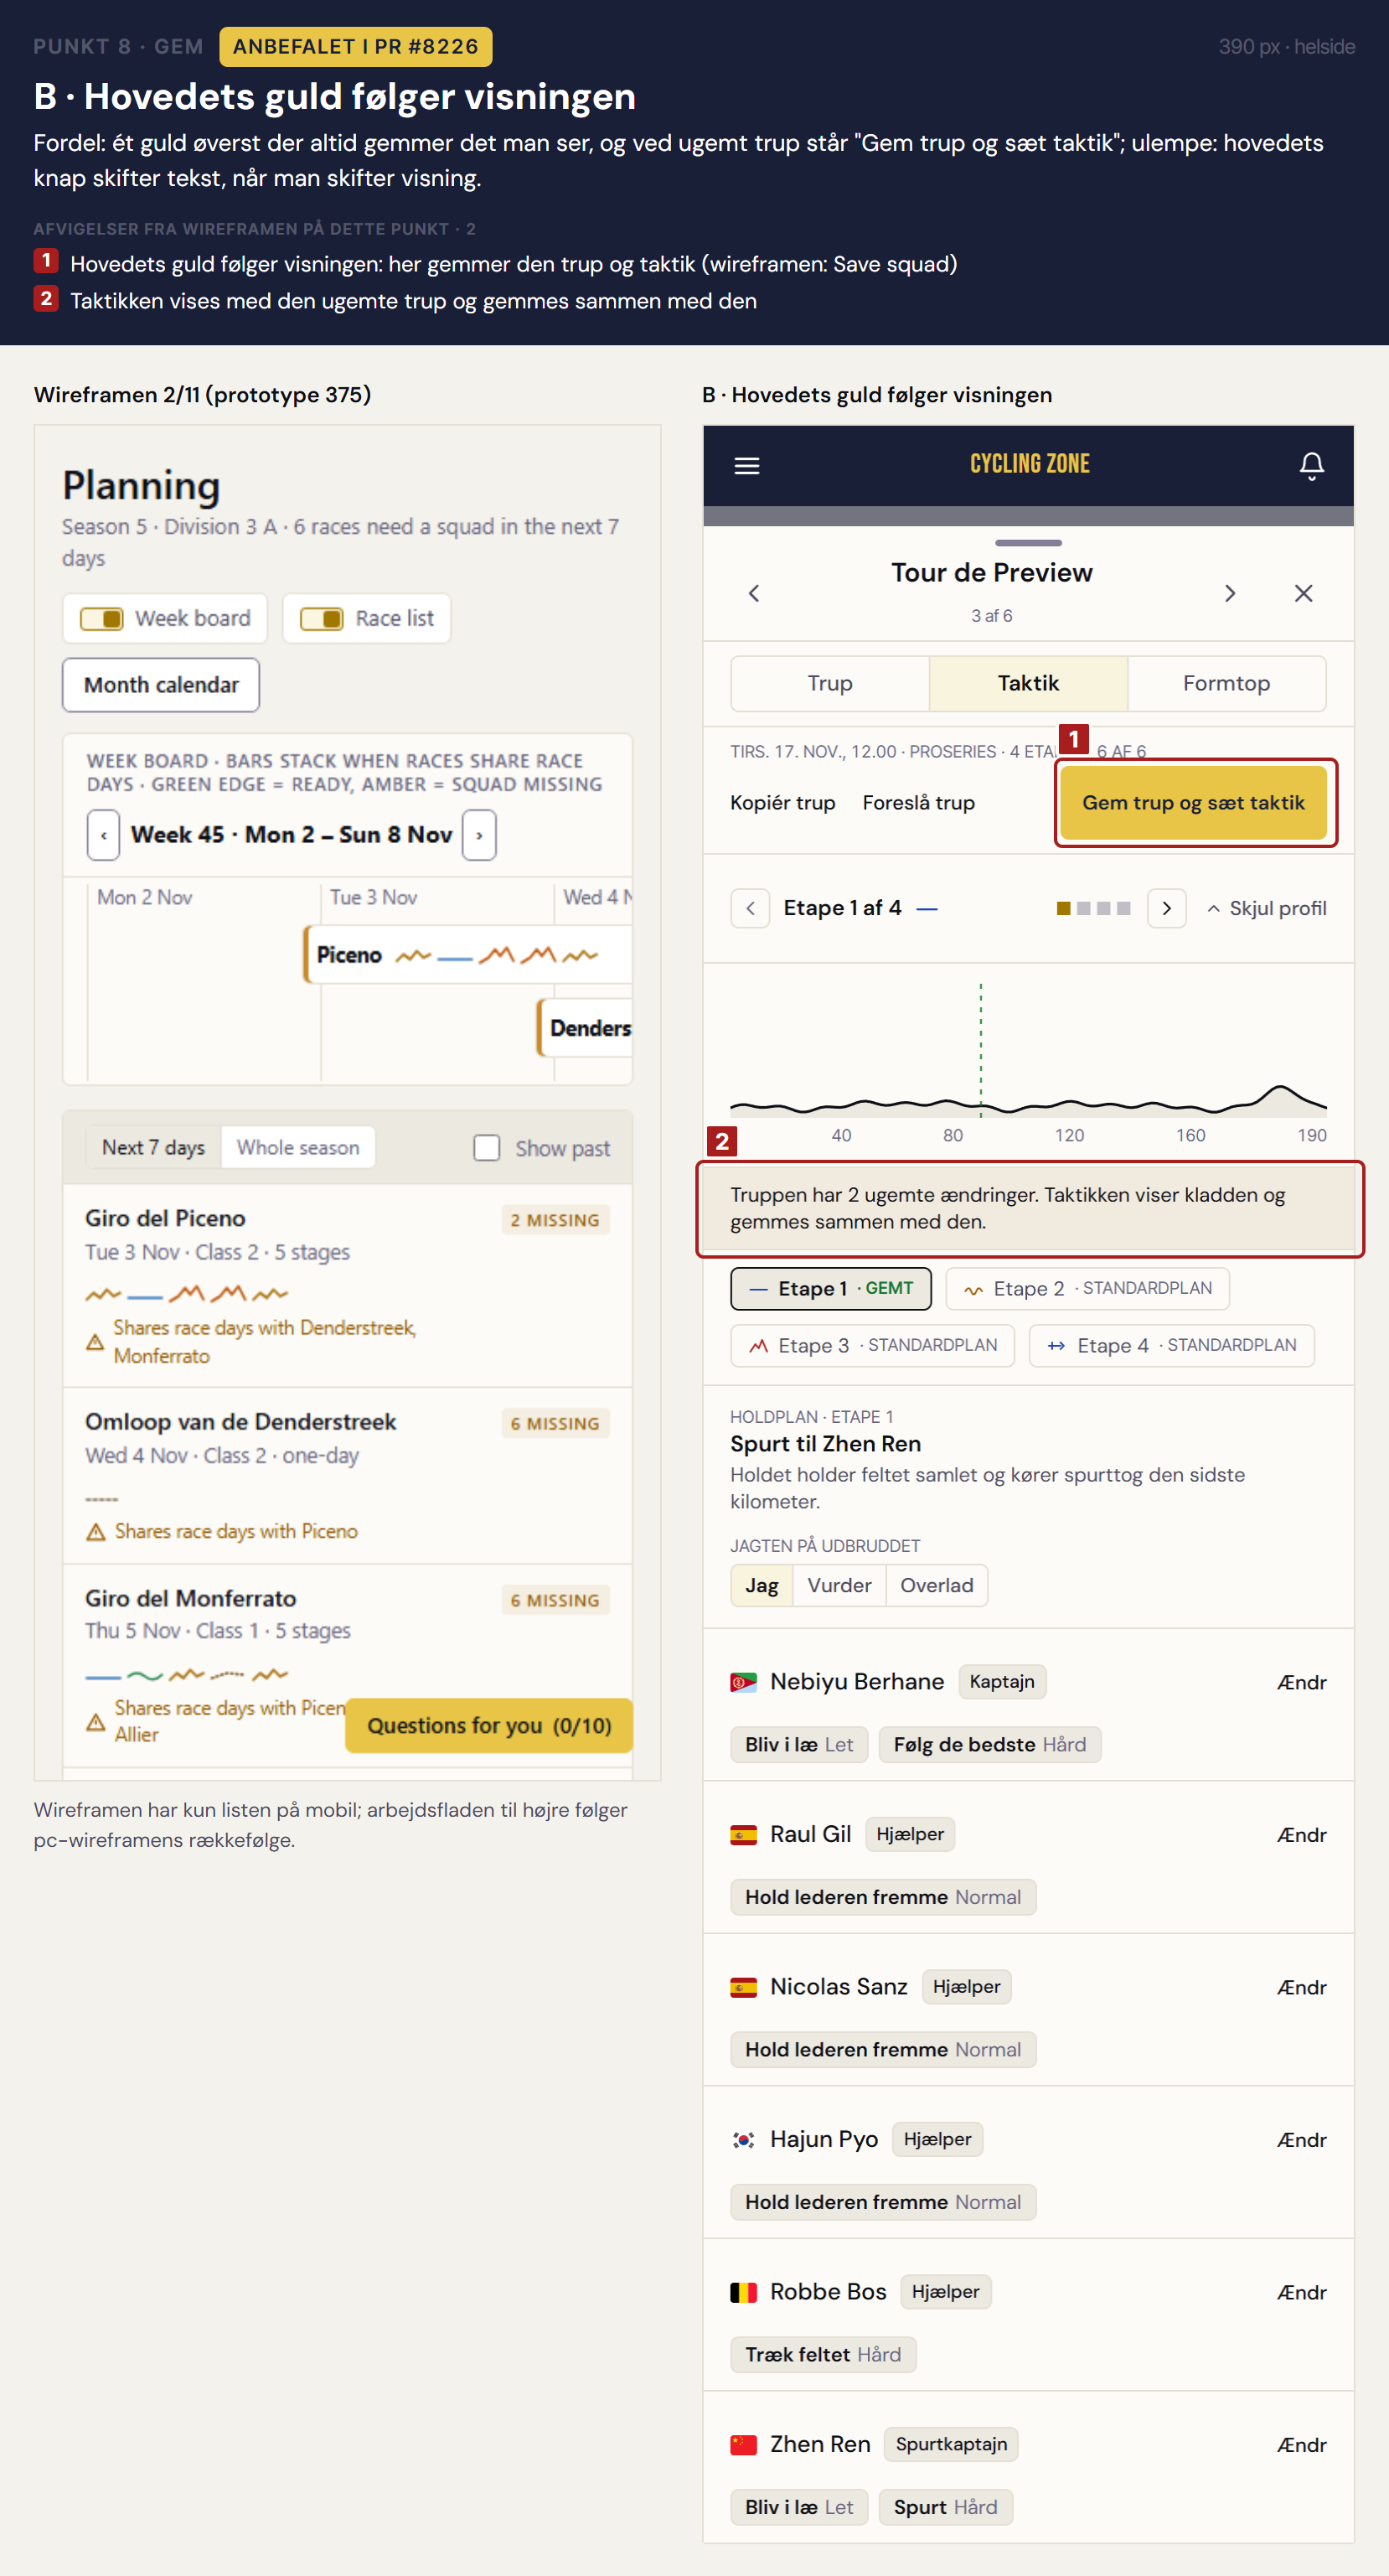 PUNKT 8 · GEM
ANBEFALET I PR #8226
390 px · helside
B · Hovedets guld følger visningen
Fordel: ét guld øverst der altid gemmer det man ser, og ved ugemt trup står "Gem trup og sæt taktik"; ulempe: hovedets
knap skifter tekst, når man skifter visning.
AFVIGELSER FRA WIREFRAMEN PÅ DETTE PUNKT · 2
1 Hovedets guld følger visningen: her gemmer den trup og taktik (wireframen: Save squad)
2 Taktikken vises med den ugemte trup og gemmes sammen med den
Wireframen 2/11 (prototype 375)
Planning
Season 5 · Division 3 A · 6 races need a squad in the next 7
days
Week board
Race list
Month calendar
WEEK BOARD · BARS STACK WHEN RACES SHARE RACE
DAYS · GREEN EDGE = READY, AMBER = SQUAD MISSING
‹ Week 45 · Mon 2 – Sun 8 Nov ›
Mon 2 Nov
Tue 3 Nov
Wed 4 N
Piceno
Denders
Next 7 days
Whole season
Show past
Giro del Piceno
2 MISSING
Tue 3 Nov · Class 2 · 5 stages
Shares race days with Denderstreek,
Monferrato
Omloop van de Denderstreek
6 MISSING
Wed 4 Nov · Class 2 · one-day
Shares race days with Piceno
Giro del Monferrato
6 MISSING
Thu 5 Nov · Class 1 · 5 stages
Shares race days with Picen
Allier
Questions for you (0/10)
Wireframen har kun listen på mobil; arbejdsfladen til højre følger
pc-wireframens rækkefølge.
B · Hovedets guld følger visningen
CYCLING ZONE
Tour de Preview
3 af 6
Trup
Taktik
Formtop
1
TIRS. 17. NOV., 12.00 · PROSERIES · 4 ETA
6 AF 6
Kopiér trup
Foreslå trup
Gem trup og sæt taktik
Etape 1 af 4
Skjul profil
40 80 120 160 190
2
Truppen har 2 ugemte ændringer. Taktikken viser kladden og
gemmes sammen med den.
Etape 1 · GEMT
Etape 2 · STANDARDPLAN
Etape 3 · STANDARDPLAN
Etape 4 · STANDARDPLAN
HOLDPLAN · ETAPE 1
Spurt til Zhen Ren
Holdet holder feltet samlet og kører spurttog den sidste
kilometer.
JAGTEN PÅ UDBRUDDET
Jag
Vurder
Overlad
Nebiyu Berhane Kaptajn Ændr
Bliv i læ Let
Følg de bedste Hård
Raul Gil Hjælper Ændr
Hold lederen fremme Normal
Nicolas Sanz Hjælper Ændr
Hold lederen fremme Normal
Hajun Pyo Hjælper Ændr
Hold lederen fremme Normal
Robbe Bos Hjælper Ændr
Træk feltet Hård
Zhen Ren Spurtkaptajn Ændr
Bliv i læ Let
Spurt Hård